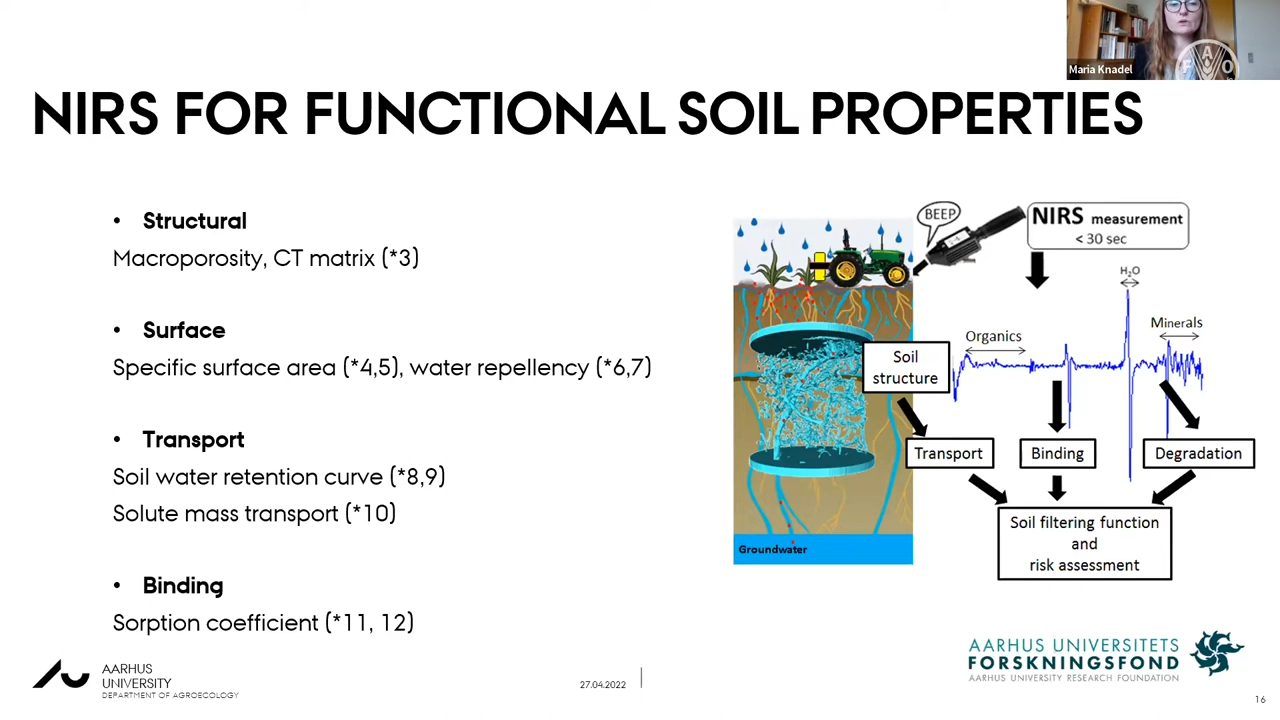 Maria Knadel
FAO
NIRS FOR FUNCTIONAL SOIL PROPERTIES
• Structural
Macroporosity, CT matrix (*3)
• Surface
Specific surface area (*4,5), water repellency (*6,7)
• Transport
Soil water retention curve (*8,9)
Solute mass transport (*10)
• Binding
Sorption coefficient (*11, 12)
BEEP
NIRS measurement
< 30 sec
H₂O
Organics
Minerals
Soil
structure
Transport
Binding
Degradation
Soil filtering function
and
risk assessment
Groundwater
AARHUS
UNIVERSITY
DEPARTMENT OF AGROECOLOGY
27.04.2022
AARHUS UNIVERSITETS
FORSKNINGSFOND
AARHUS UNIVERSITY RESEARCH FOUNDATION
16